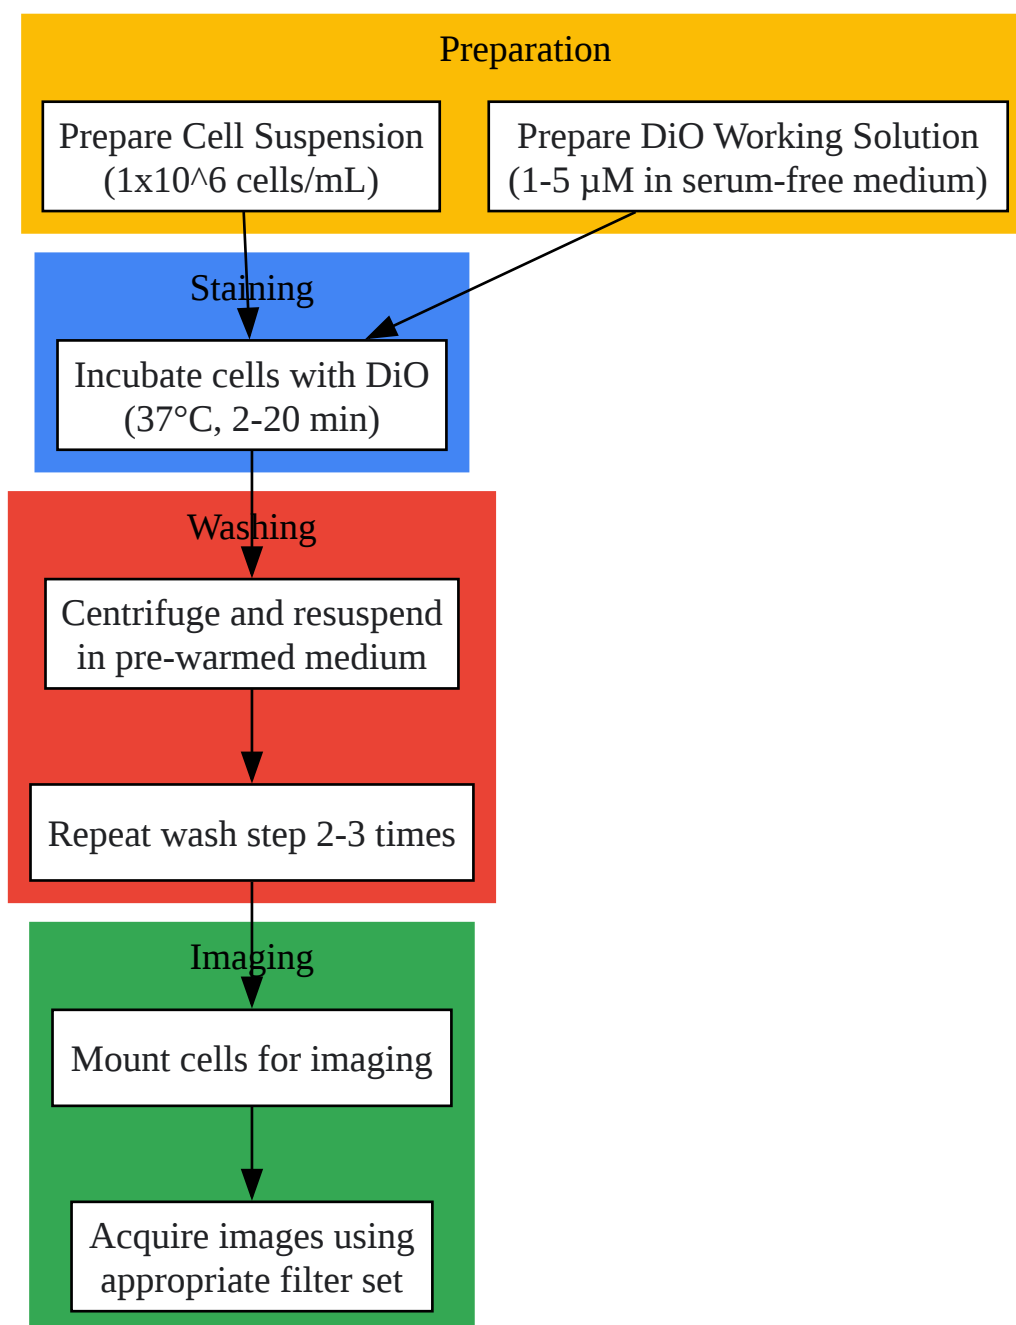 Preparation
Prepare Cell Suspension
(1x10^6 cells/mL)
Prepare DiO Working Solution
(1-5 µM in serum-free medium)
Staining
Incubate cells with DiO
(37°C, 2-20 min)
Washing
Centrifuge and resuspend
in pre-warmed medium
Repeat wash step 2-3 times
Imaging
Mount cells for imaging
Acquire images using
appropriate filter set